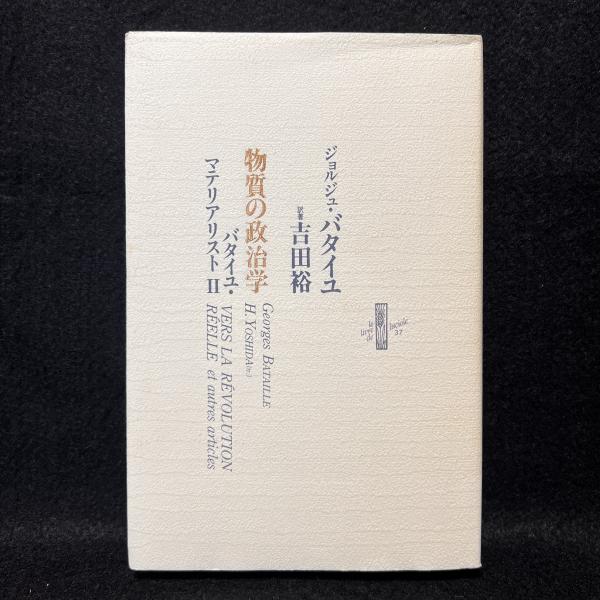 ジョルジュ・バタイユ
訳著 吉田裕
物質の政治学
バタイユ・
マテリアリスト II
Georges BATAILLE
H. YOSHIDA (tr.)
VERS LA RÉVOLUTION
RÉELLE et autres articles
le
livre
de
luciole
37